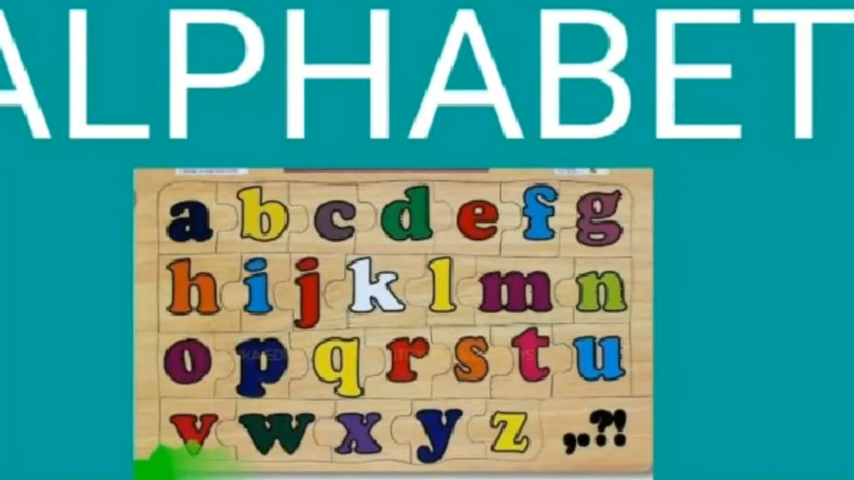 ALPHABET
a b c d e f g
h i j k l m n
o p q r s t u
v w x y z ,.?!